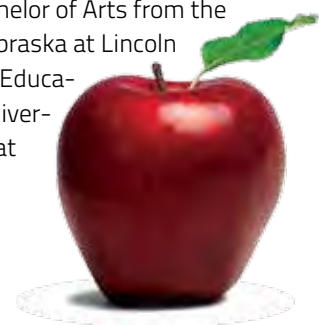 helor of Arts from the
braska at Lincoln
Educa-
iver-
at